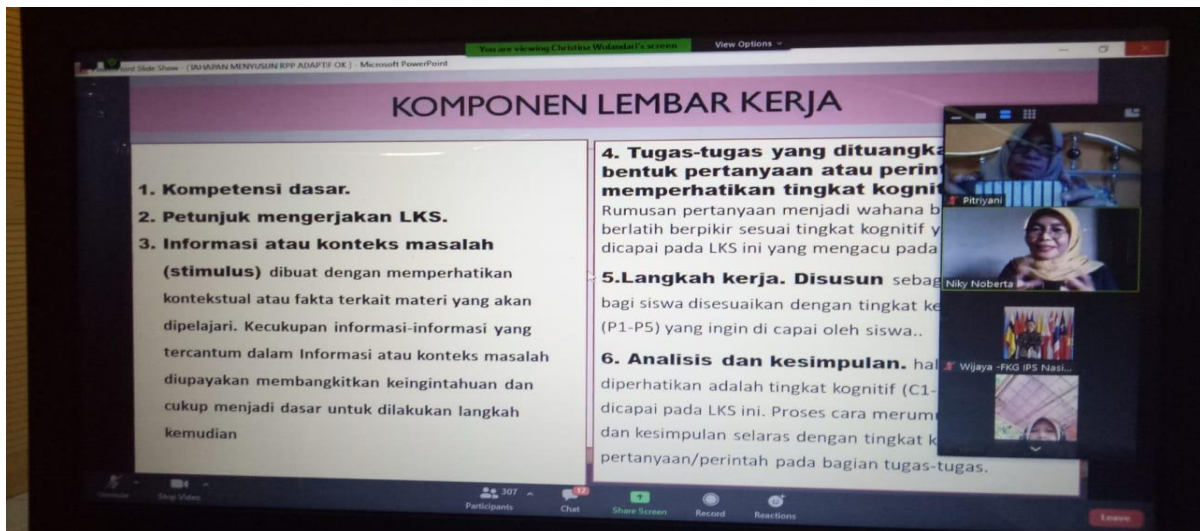 You are viewing Christina Wulandari's screen
View Options
Point Slide Show - [TAHAPAN MENYUSUN RPP ADAPTIF OK ] - Microsoft PowerPoint
KOMPONEN LEMBAR KERJA
1. Kompetensi dasar.
2. Petunjuk mengerjakan LKS.
3. Informasi atau konteks masalah
(stimulus) dibuat dengan memperhatikan
kontekstual atau fakta terkait materi yang akan
dipelajari. Kecukupan informasi-informasi yang
tercantum dalam Informasi atau konteks masalah
diupayakan membangkitkan keingintahuan dan
cukup menjadi dasar untuk dilakukan langkah
kemudian
4. Tugas-tugas yang dituangka
bentuk pertanyaan atau perin
memperhatikan tingkat kognit
Rumusan pertanyaan menjadi wahana b
berlatih berpikir sesuai tingkat kognitif y
dicapai pada LKS ini yang mengacu pada
5.Langkah kerja. Disusun sebag
bagi siswa disesuaikan dengan tingkat ke
(P1-P5) yang ingin di capai oleh siswa..
6. Analisis dan kesimpulan. hal
diperhatikan adalah tingkat kognitif (C1-
dicapai pada LKS ini. Proses cara merum
dan kesimpulan selaras dengan tingkat k
pertanyaan/perintah pada bagian tugas-tugas.
Pitriyani
Niky Noberta
Wijaya -FKG IPS Nasi...
Unmute
Stop Video
307
Participants
12
Chat
Share Screen
Record
Reactions
Leave